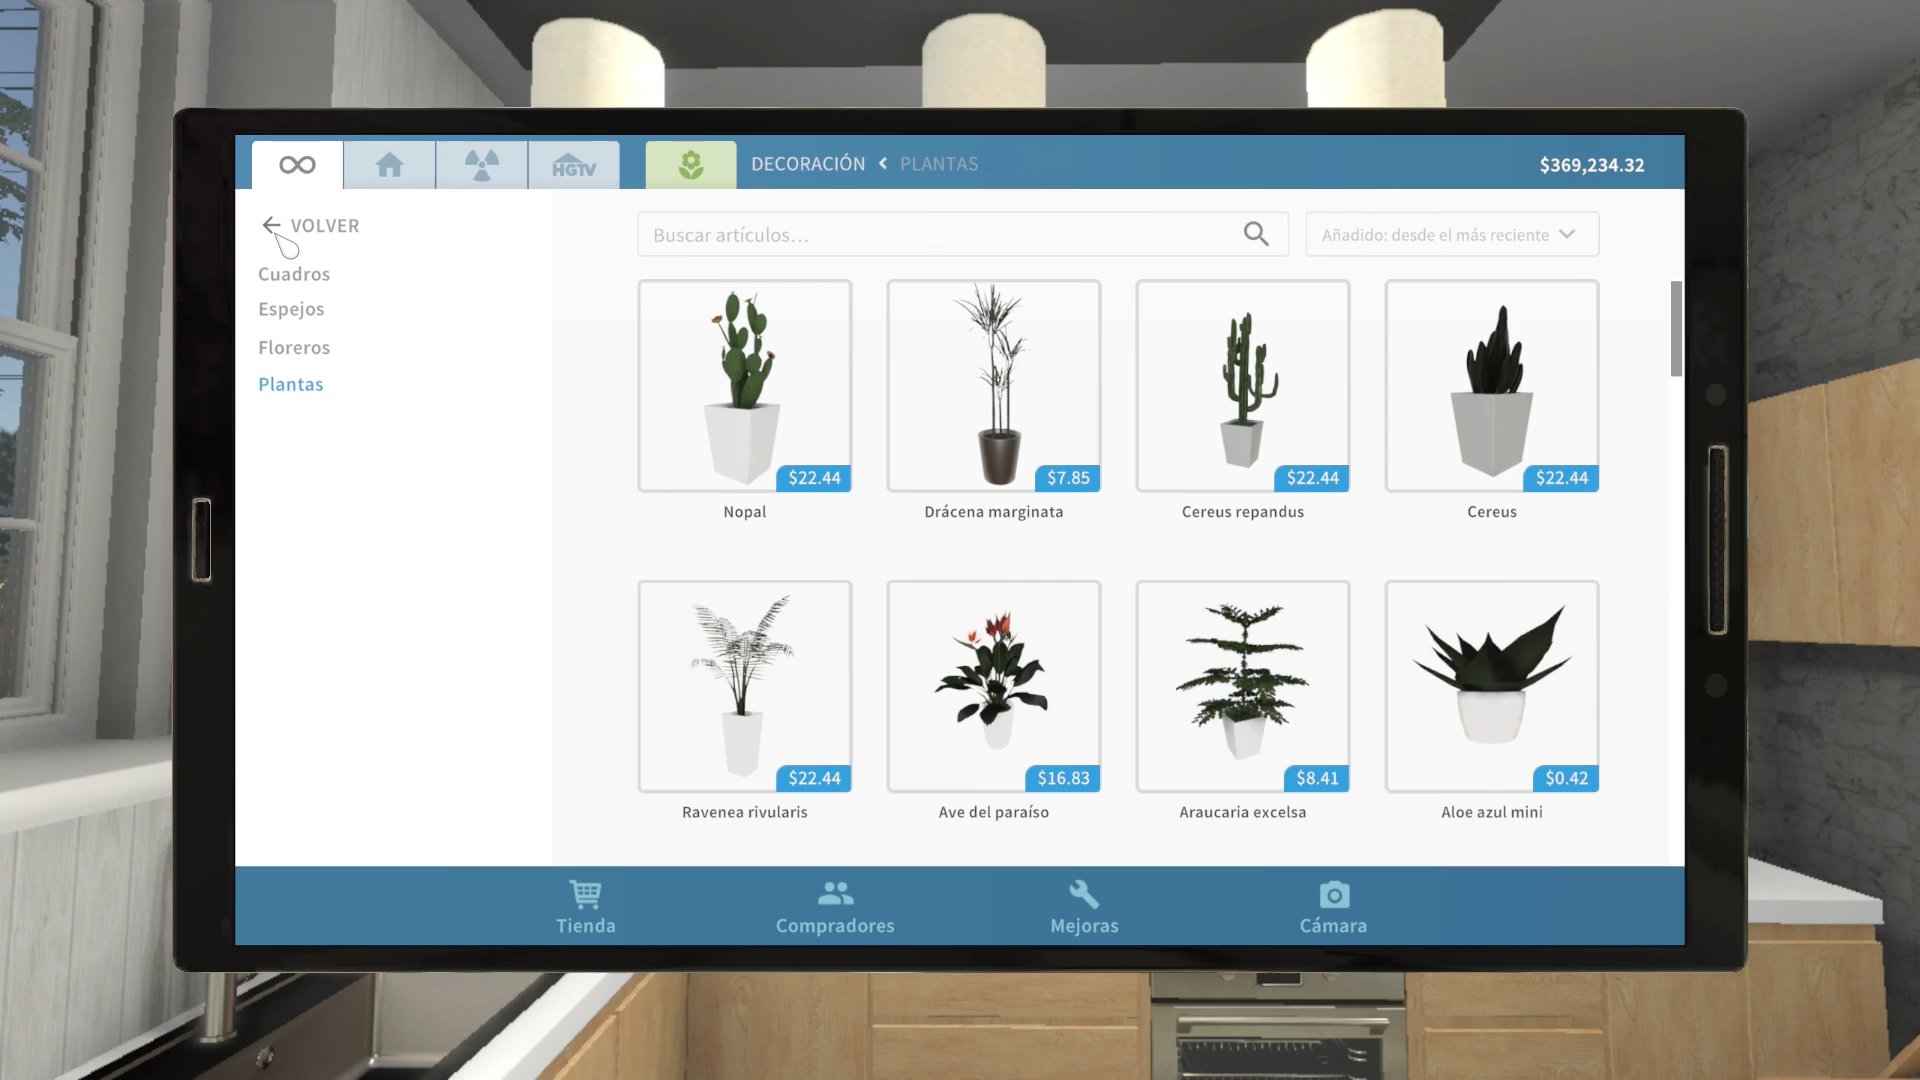 HGTV
DECORACIÓN < PLANTAS
$369,234.32
VOLVER
Cuadros
Espejos
Floreros
Plantas
Buscar artículos...
Añadido: desde el más reciente
$22.44
$7.85
$22.44
$22.44
Nopal
Drácena marginata
Cereus repandus
Cereus
$22.44
$16.83
$8.41
$0.42
Ravenea rivularis
Ave del paraíso
Araucaria excelsa
Aloe azul mini
Tienda
Compradores
Mejoras
Cámara